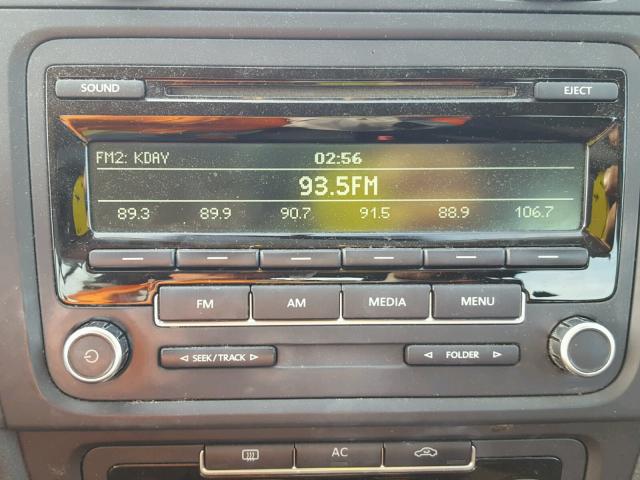 SOUND EJECT
FM2: KDAV 02:56
93.5FM
89.3 89.9 90.7 91.5 88.9 106.7
FM AM MEDIA MENU
SEEK/TRACK FOLDER
AC